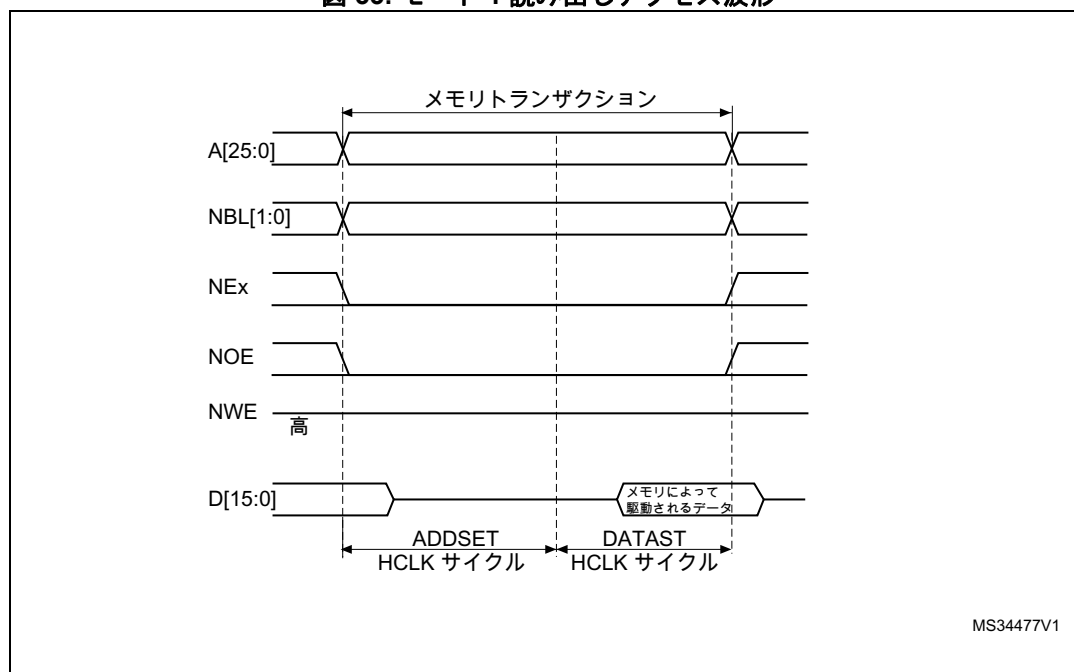 メモリトランザクション
A[25:0]
NBL[1:0]
NEx
NOE
NWE
高
D[15:0]
メモリによって
駆動されるデータ
ADDSET
HCLK サイクル
DATAST
HCLK サイクル
MS34477V1